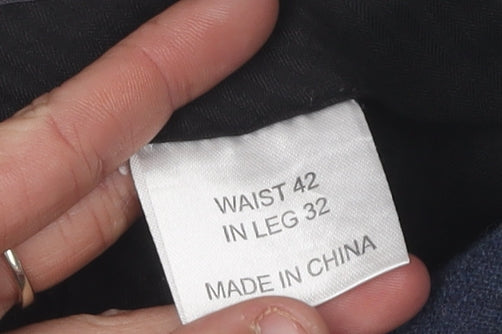 WAIST 42
IN LEG 32
MADE IN CHINA